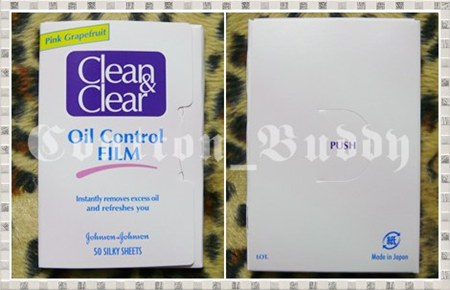 Pink Grapefruit
Clean
&
Clear
Oil Control
FILM
Instantly removes excess oil
and refreshes you
Johnson & Johnson
50 SILKY SHEETS
PUSH
紙
LOT.
Made in Japan